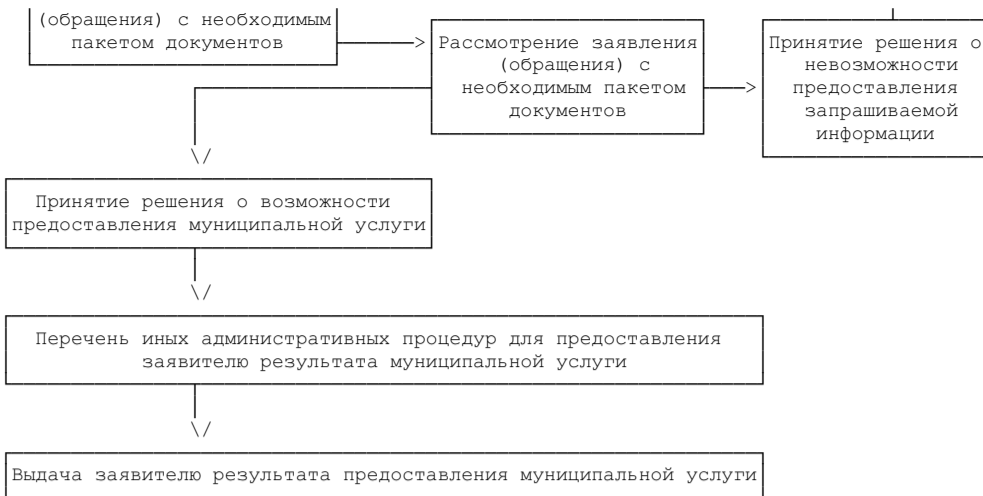 (обращения) с необходимым
пакетом документов
Рассмотрение заявления
(обращения) с
необходимым пакетом
документов
Принятие решения о
невозможности
предоставления
запрашиваемой
информации
Принятие решения о возможности
предоставления муниципальной услуги
Перечень иных административных процедур для предоставления
заявителю результата муниципальной услуги
Выдача заявителю результата предоставления муниципальной услуги